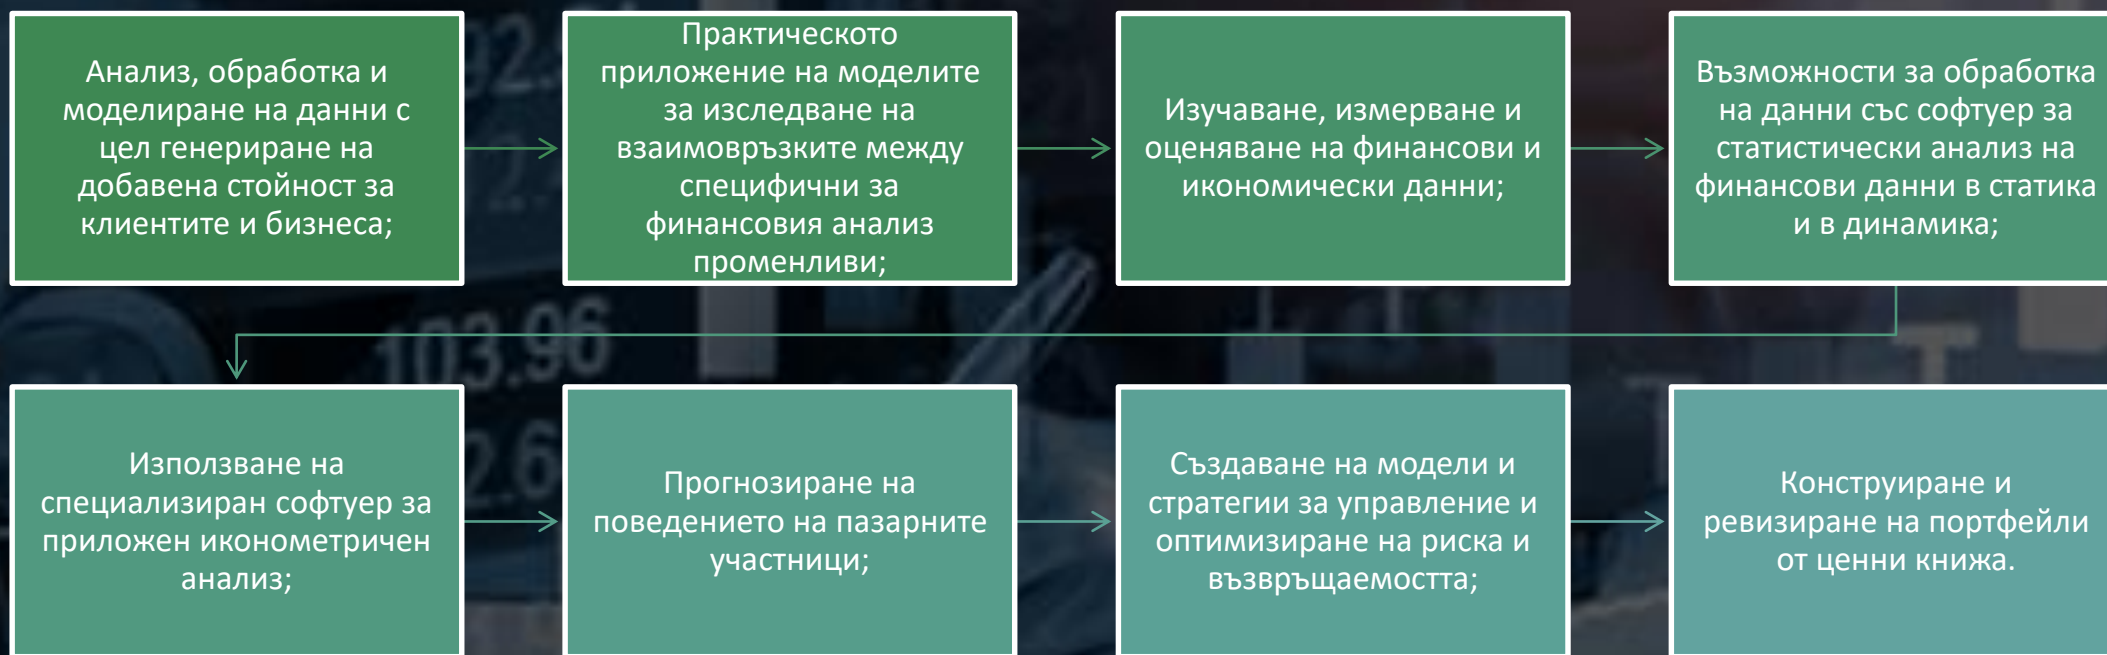 Анализ, обработка и
моделиране на данни с
цел генериране на
добавена стойност за
клиентите и бизнеса;
Практическото
приложение на моделите
за изследване на
взаимовръзките между
специфични за
финансовия анализ
променливи;
Изучаване, измерване и
оценяване на финансови и
икономически данни;
Възможности за обработка
на данни със софтуер за
статистически анализ на
финансови данни в статика
и в динамика;
103.96
Използване на
специализиран софтуер за
приложен иконометричен
анализ;
Прогнозиране на
поведението на пазарните
участници;
Създаване на модели и
стратегии за управление и
оптимизиране на риска и
възвръщаемостта;
Конструиране и
ревизиране на портфейли
от ценни книжа.